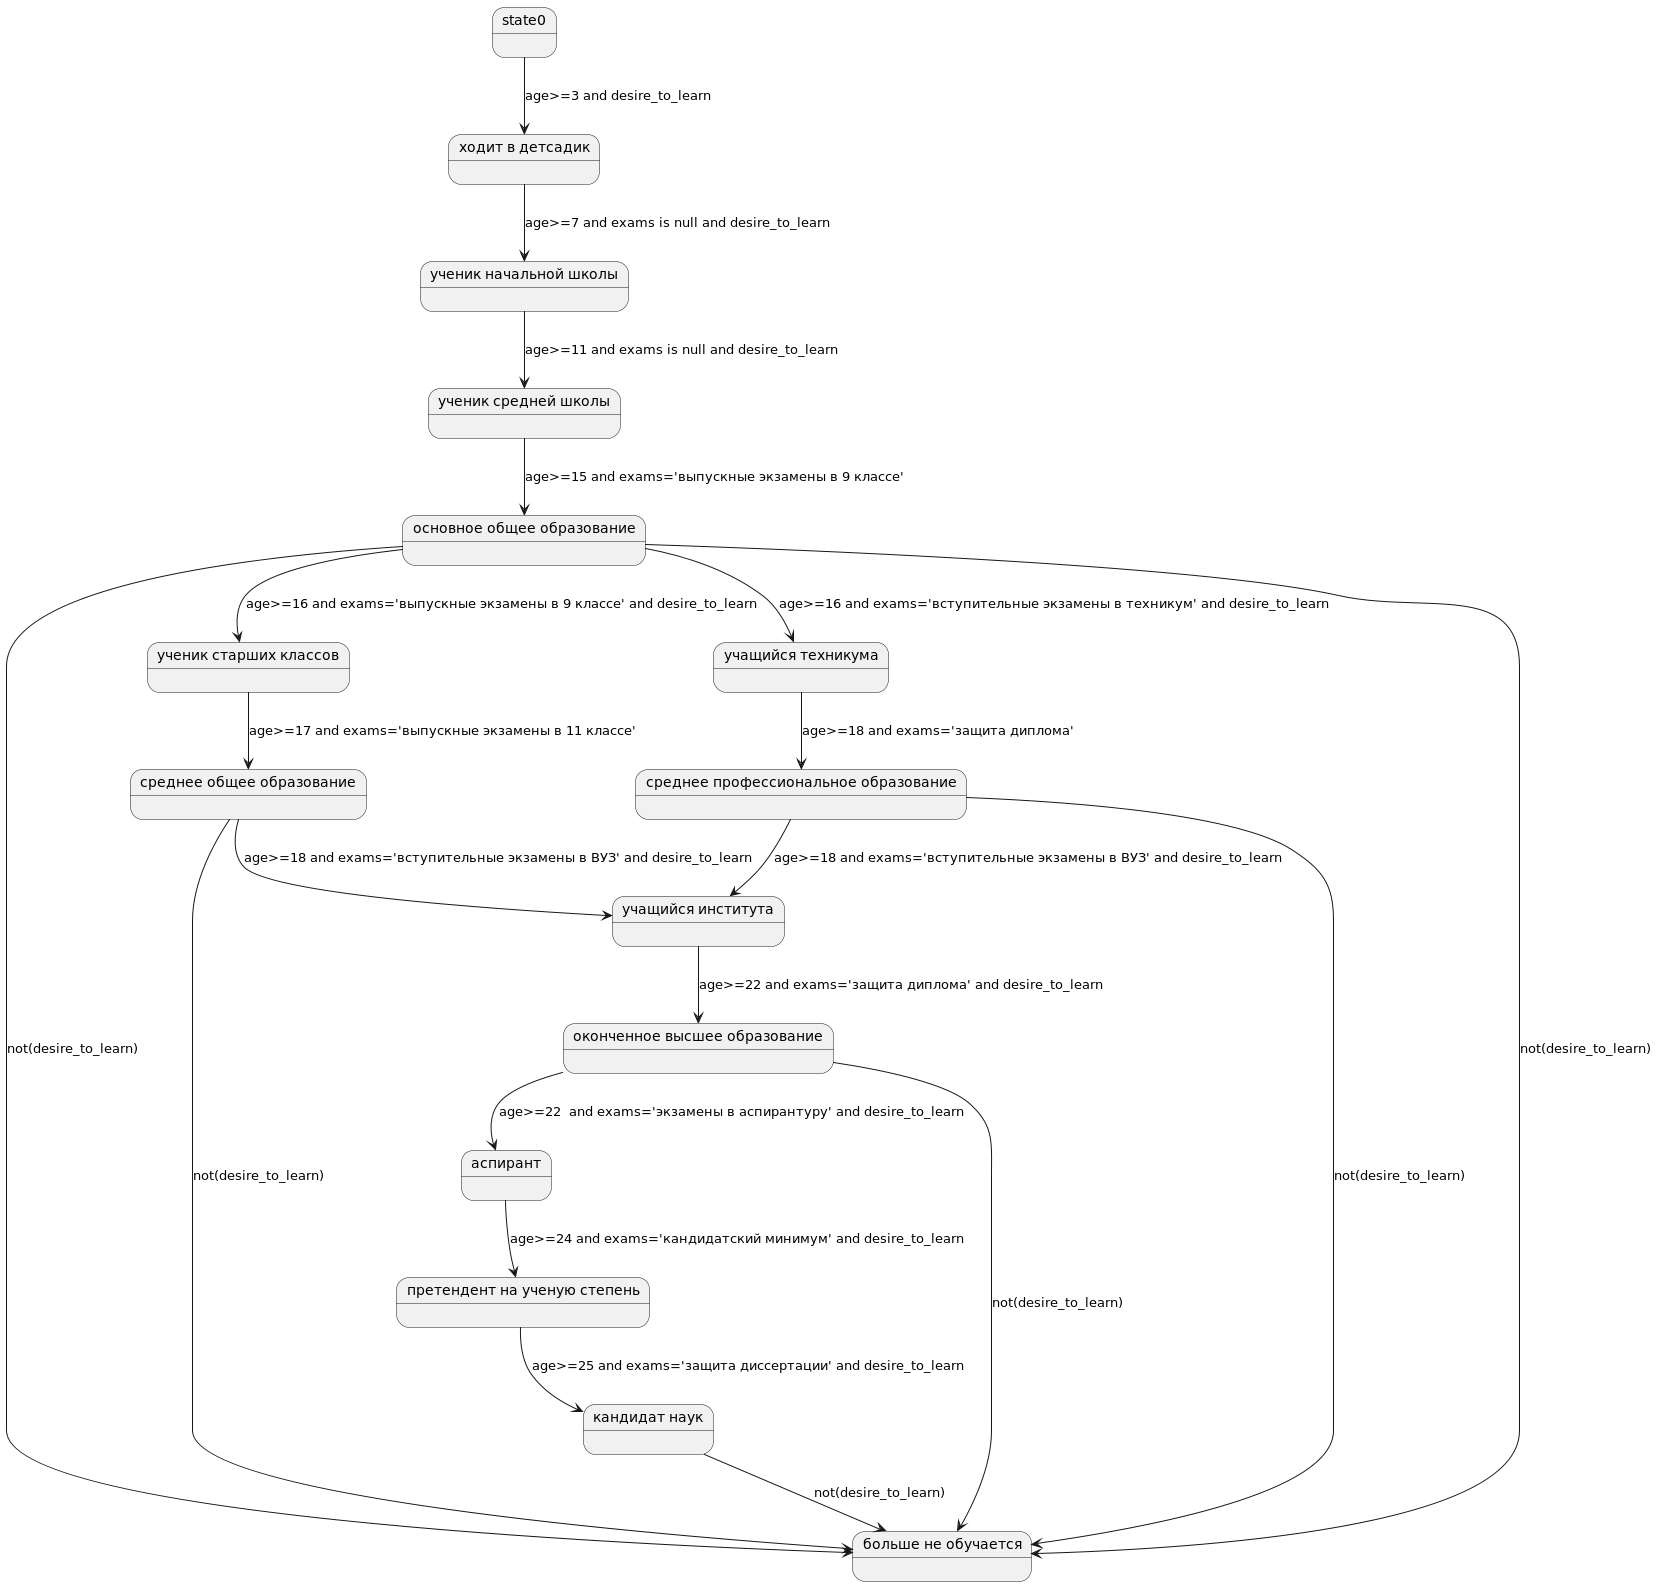 state0
age>=3 and desire_to_learn
ходит в детсадик
age>=7 and exams is null and desire_to_learn
ученик начальной школы
age>=11 and exams is null and desire_to_learn
ученик средней школы
age>=15 and exams='выпускные экзамены в 9 классе'
основное общее образование
age>=16 and exams='выпускные экзамены в 9 классе' and desire_to_learn
age>=16 and exams='вступительные экзамены в техникум' and desire_to_learn
ученик старших классов
учащийся техникума
age>=17 and exams='выпускные экзамены в 11 классе'
age>=18 and exams='защита диплома'
среднее общее образование
среднее профессиональное образование
age>=18 and exams='вступительные экзамены в ВУЗ' and desire_to_learn
age>=18 and exams='вступительные экзамены в ВУЗ' and desire_to_learn
учащийся института
age>=22 and exams='защита диплома' and desire_to_learn
оконченное высшее образование
not(desire_to_learn)
not(desire_to_learn)
age>=22  and exams='экзамены в аспирантуру' and desire_to_learn
аспирант
not(desire_to_learn)
not(desire_to_learn)
age>=24 and exams='кандидатский минимум' and desire_to_learn
претендент на ученую степень
not(desire_to_learn)
age>=25 and exams='защита диссертации' and desire_to_learn
кандидат наук
not(desire_to_learn)
больше не обучается